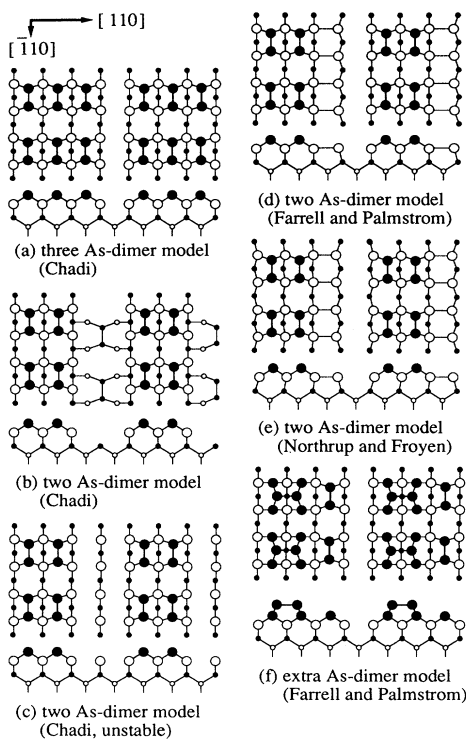 [ 110]
[ 1̄10]
(a) three As-dimer model
(Chadi)
(b) two As-dimer model
(Chadi)
(c) two As-dimer model
(Chadi, unstable)
(d) two As-dimer model
(Farrell and Palmstrom)
(e) two As-dimer model
(Northrup and Froyen)
(f) extra As-dimer model
(Farrell and Palmstrom)